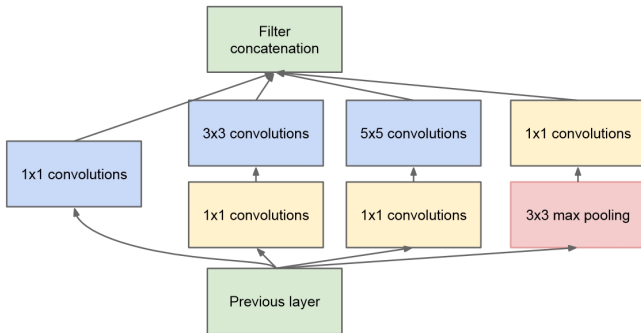 Filter
concatenation
3x3 convolutions
5x5 convolutions
1x1 convolutions
1x1 convolutions
1x1 convolutions
1x1 convolutions
3x3 max pooling
Previous layer